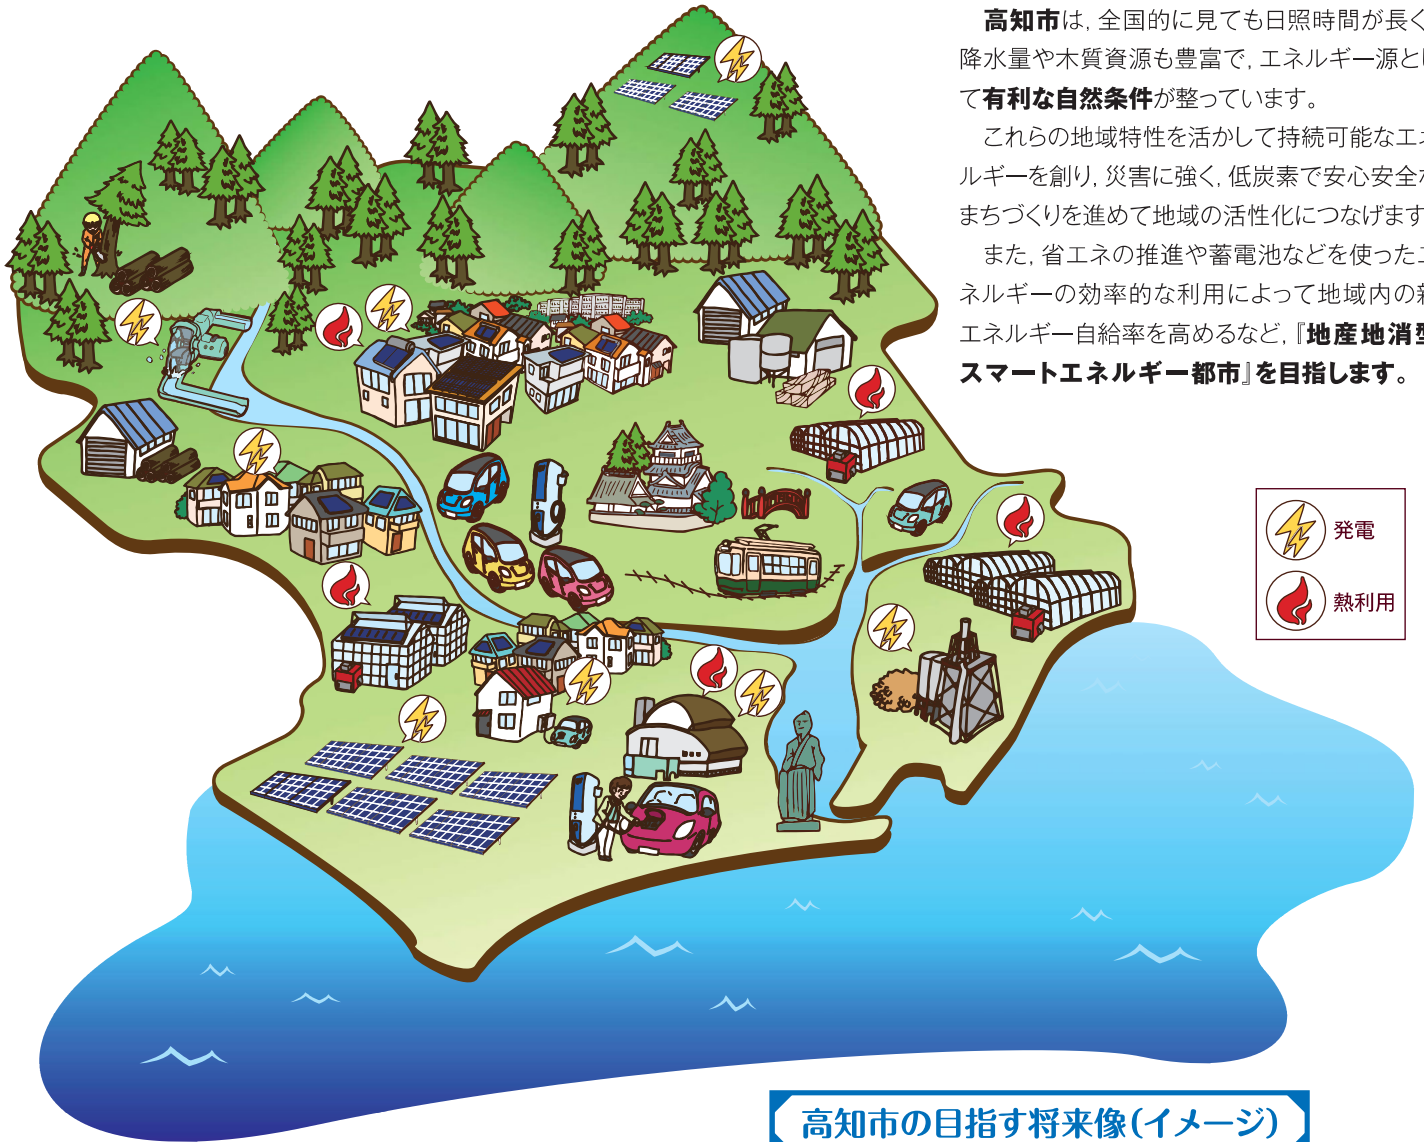 高知市は，全国的に見ても日照時間が長く
降水量や木質資源も豊富で，エネルギー源とし
て有利な自然条件が整っています。
これらの地域特性を活かして持続可能なエネ
ルギーを創り，災害に強く，低炭素で安心安全な
まちづくりを進めて地域の活性化につなげます
また，省エネの推進や蓄電池などを使ったエ
ネルギーの効率的な利用によって地域内の新
エネルギー自給率を高めるなど，『地産地消型
スマートエネルギー都市』を目指します。
発電
熱利用
高知市の目指す将来像（イメージ）